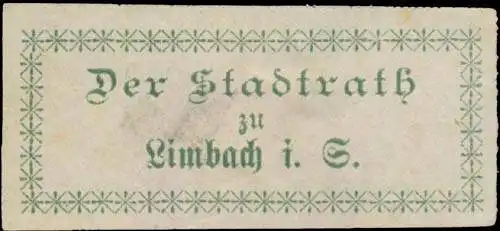 Der Stadtrath
zu
Limbach i. S.